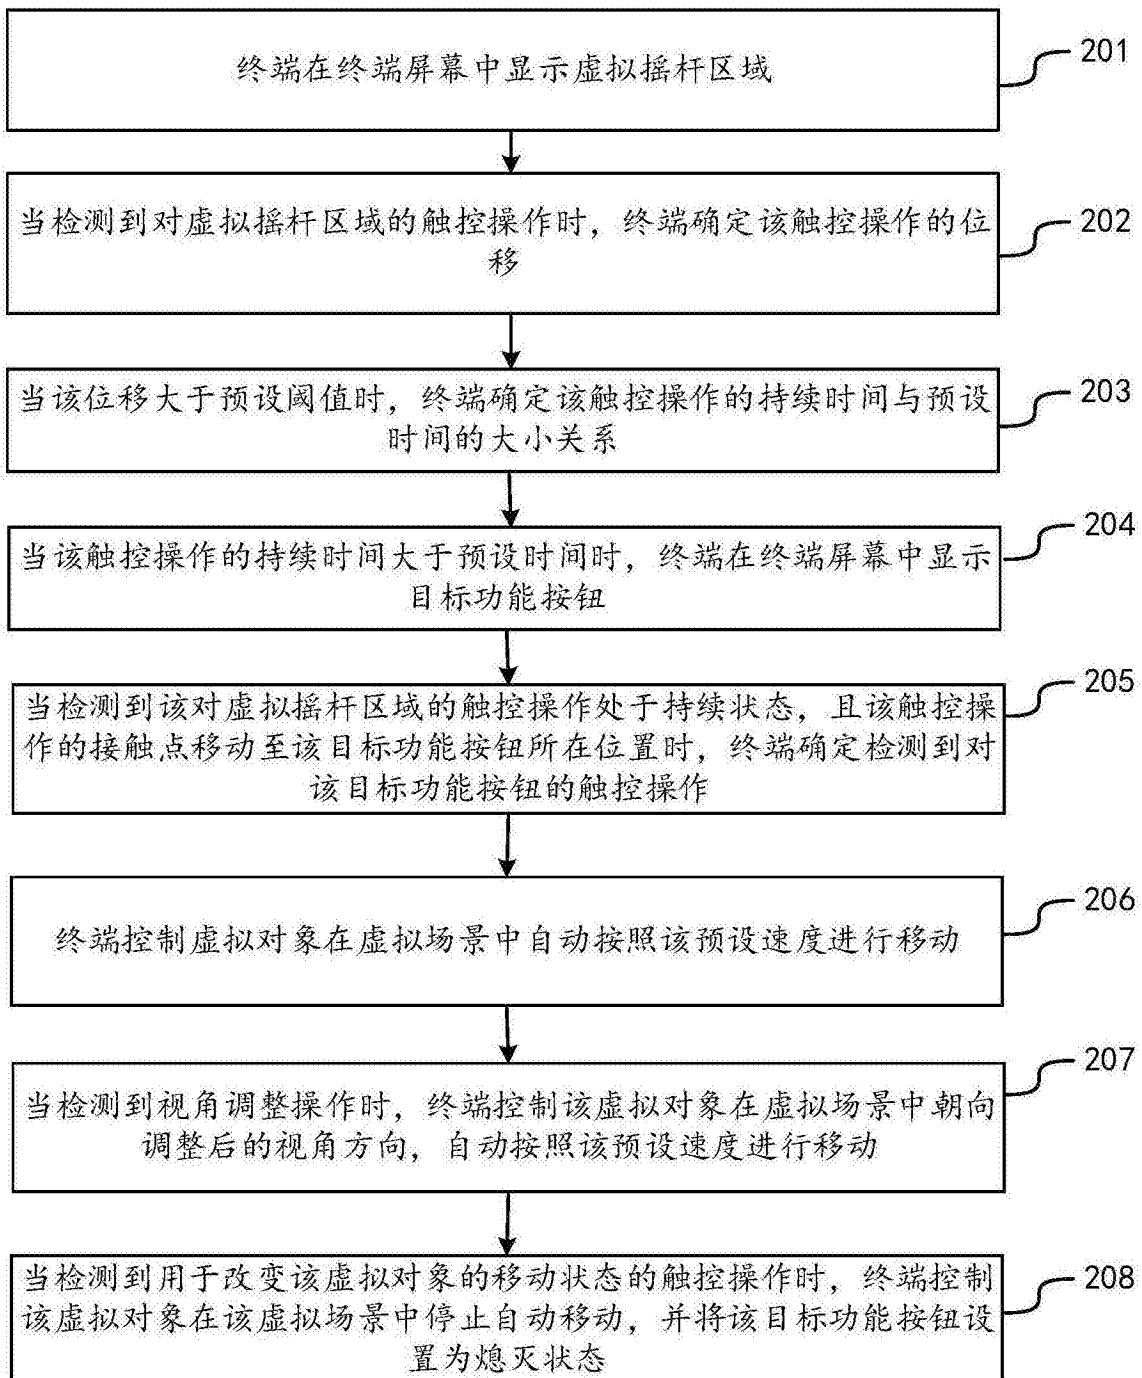 终端在终端屏幕中显示虚拟摇杆区域
201
当检测到对虚拟摇杆区域的触控操作时，终端确定该触控操作的位
移
202
当该位移大于预设阈值时，终端确定该触控操作的持续时间与预设
时间的大小关系
203
当该触控操作的持续时间大于预设时间时，终端在终端屏幕中显示
目标功能按钮
204
当检测到该对虚拟摇杆区域的触控操作处于持续状态，且该触控操
作的接触点移动至该目标功能按钮所在位置时，终端确定检测到对
该目标功能按钮的触控操作
205
终端控制虚拟对象在虚拟场景中自动按照该预设速度进行移动
206
当检测到视角调整操作时，终端控制该虚拟对象在虚拟场景中朝向
调整后的视角方向，自动按照该预设速度进行移动
207
当检测到用于改变该虚拟对象的移动状态的触控操作时，终端控制
该虚拟对象在该虚拟场景中停止自动移动，并将该目标功能按钮设
置为熄灭状态
208